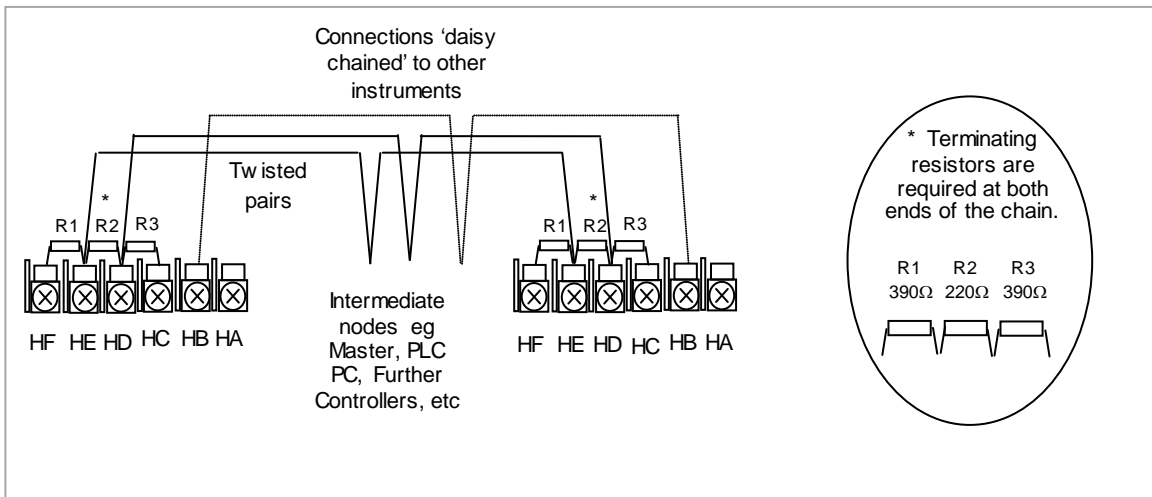 Connections ‘daisy
chained’ to other
instruments
Twisted
pairs
*
R1 R2 R3
HF HE HD HC HB HA
Intermediate
nodes eg
Master, PLC
PC, Further
Controllers, etc
*
R1 R2 R3
HF HE HD HC HB HA
* Terminating
resistors are
required at both
ends of the chain.
R1 R2 R3
390Ω 220Ω 390Ω